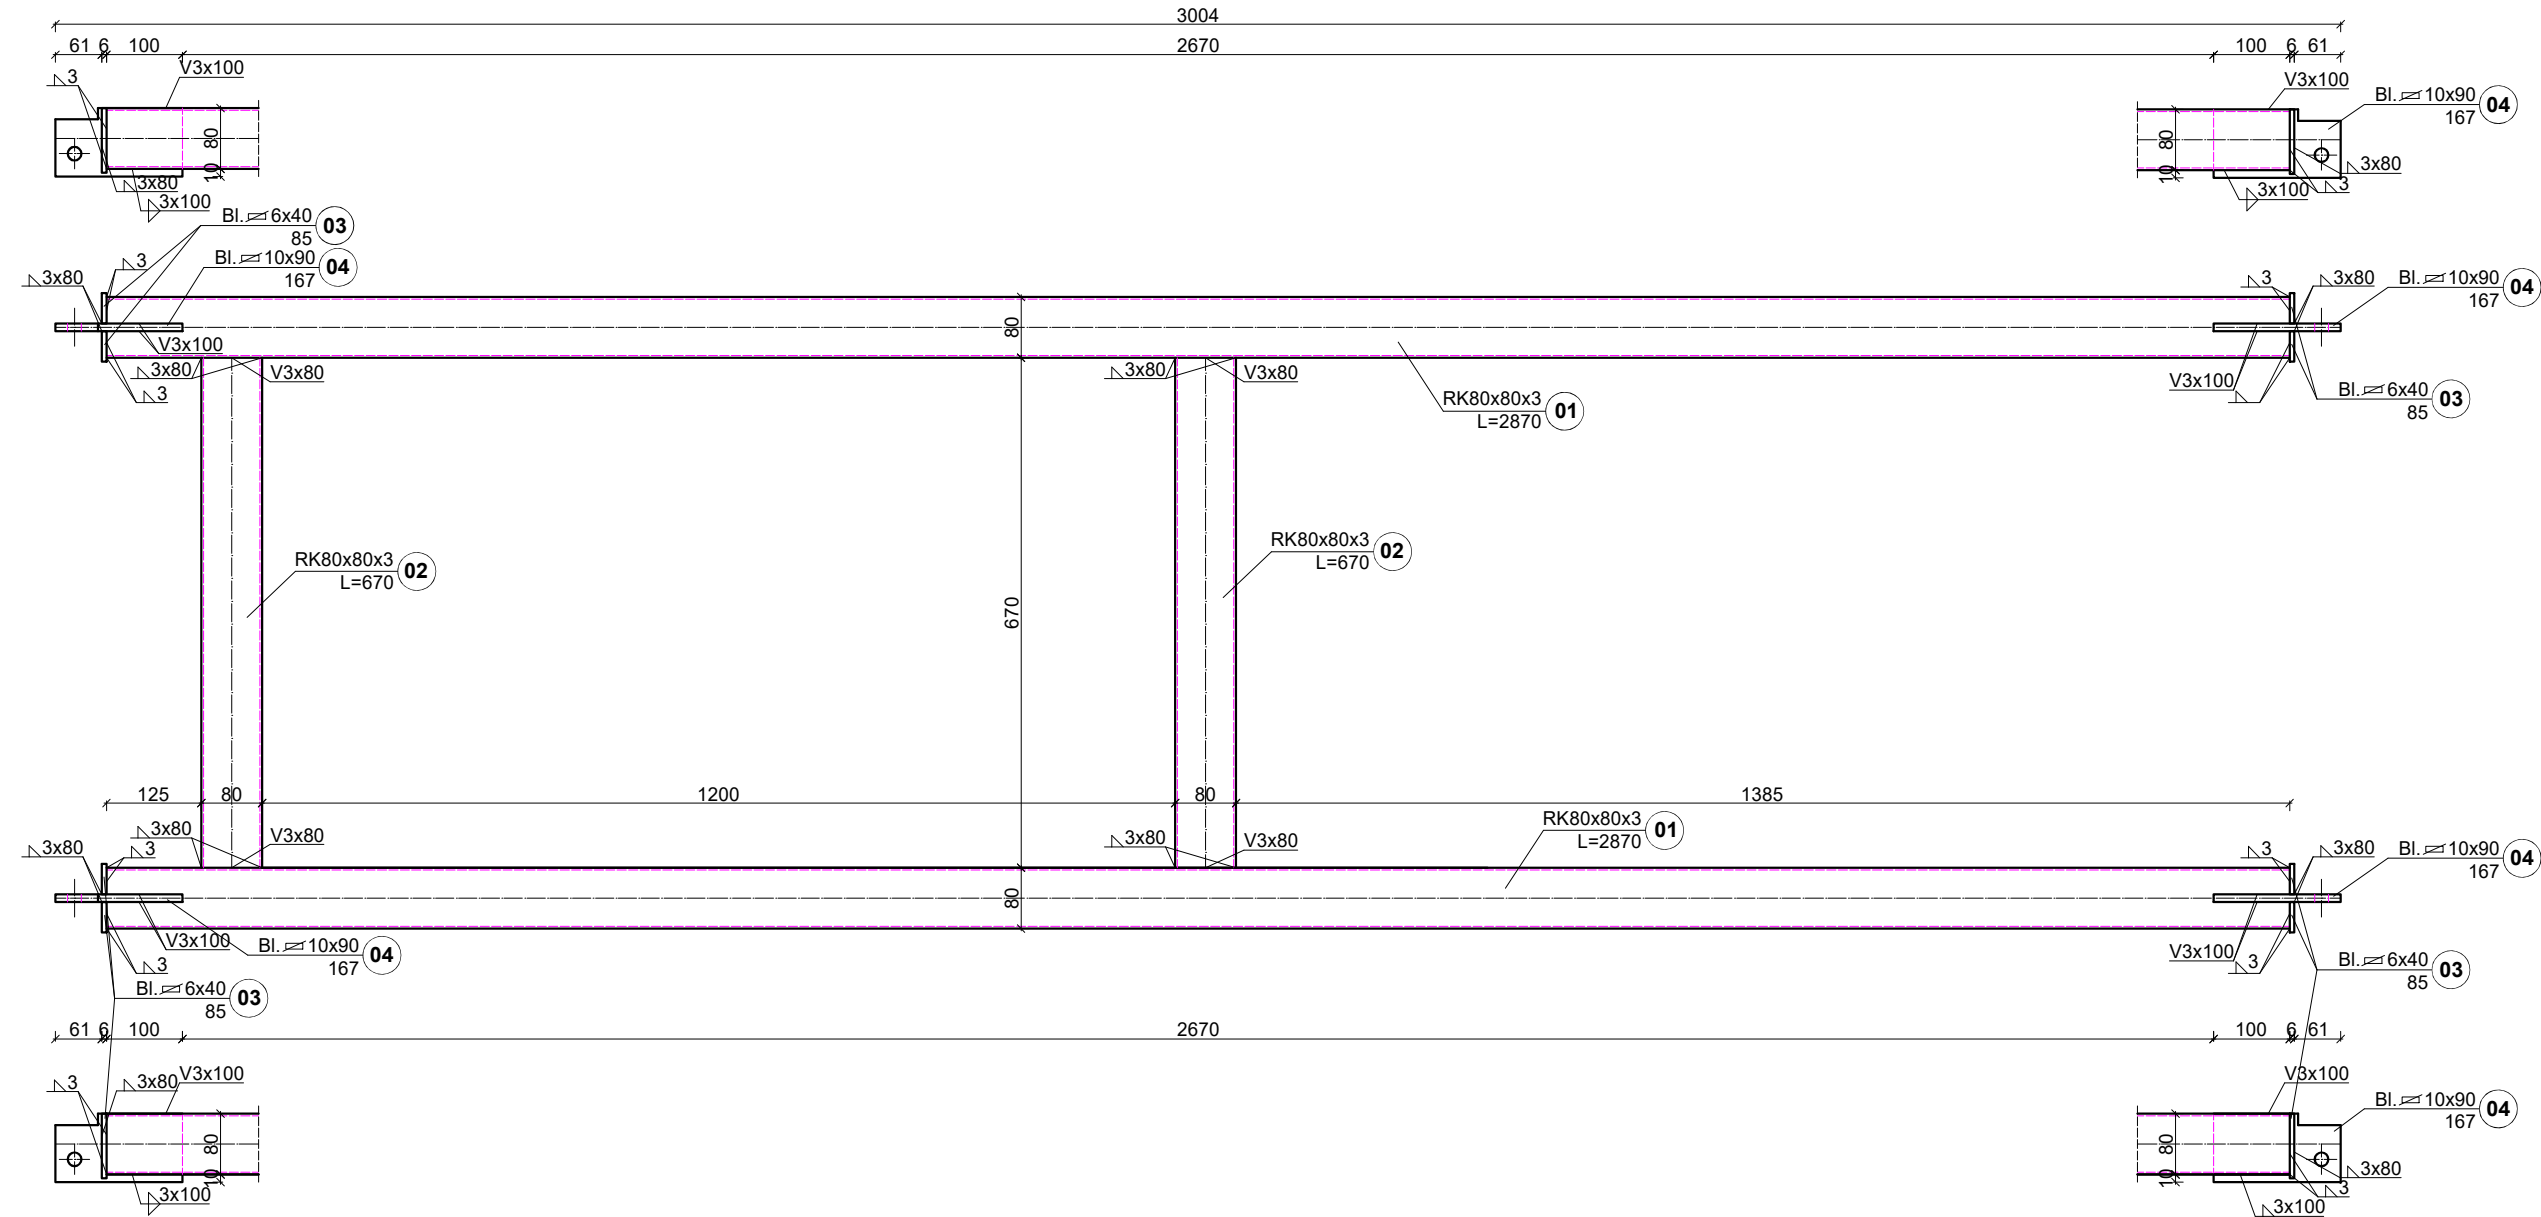 3004
61 6 100 2670 100 6 61
3 V3x100
80
10
3x80
3x100
V3x100
Bl. 10x90 04
167
80
10
3x80
3
3x100
Bl. 6x40 03
85
Bl. 10x90 04
167
3
3x80
V3x100
3x80 V3x80
3
80
3x80 V3x80
3 3x80
Bl. 10x90 04
167
V3x100
Bl. 6x40 03
85
RK80x80x3 01
L=2870
RK80x80x3 02
L=670
RK80x80x3 02
L=670
670
125 80 1200 80 1385
3x80 V3x80
3x80 3
3x80 V3x80
RK80x80x3 01
L=2870
3 3x80
Bl. 10x90 04
167
80
V3x100
3
Bl. 10x90 04
167
Bl. 6x40 03
85
V3x100
3
Bl. 6x40 03
85
61 6 100 2670 100 6 61
3 3x80 V3x100
80
10
3x100
V3x100
Bl. 10x90 04
167
80
10
3x80
3
3x100